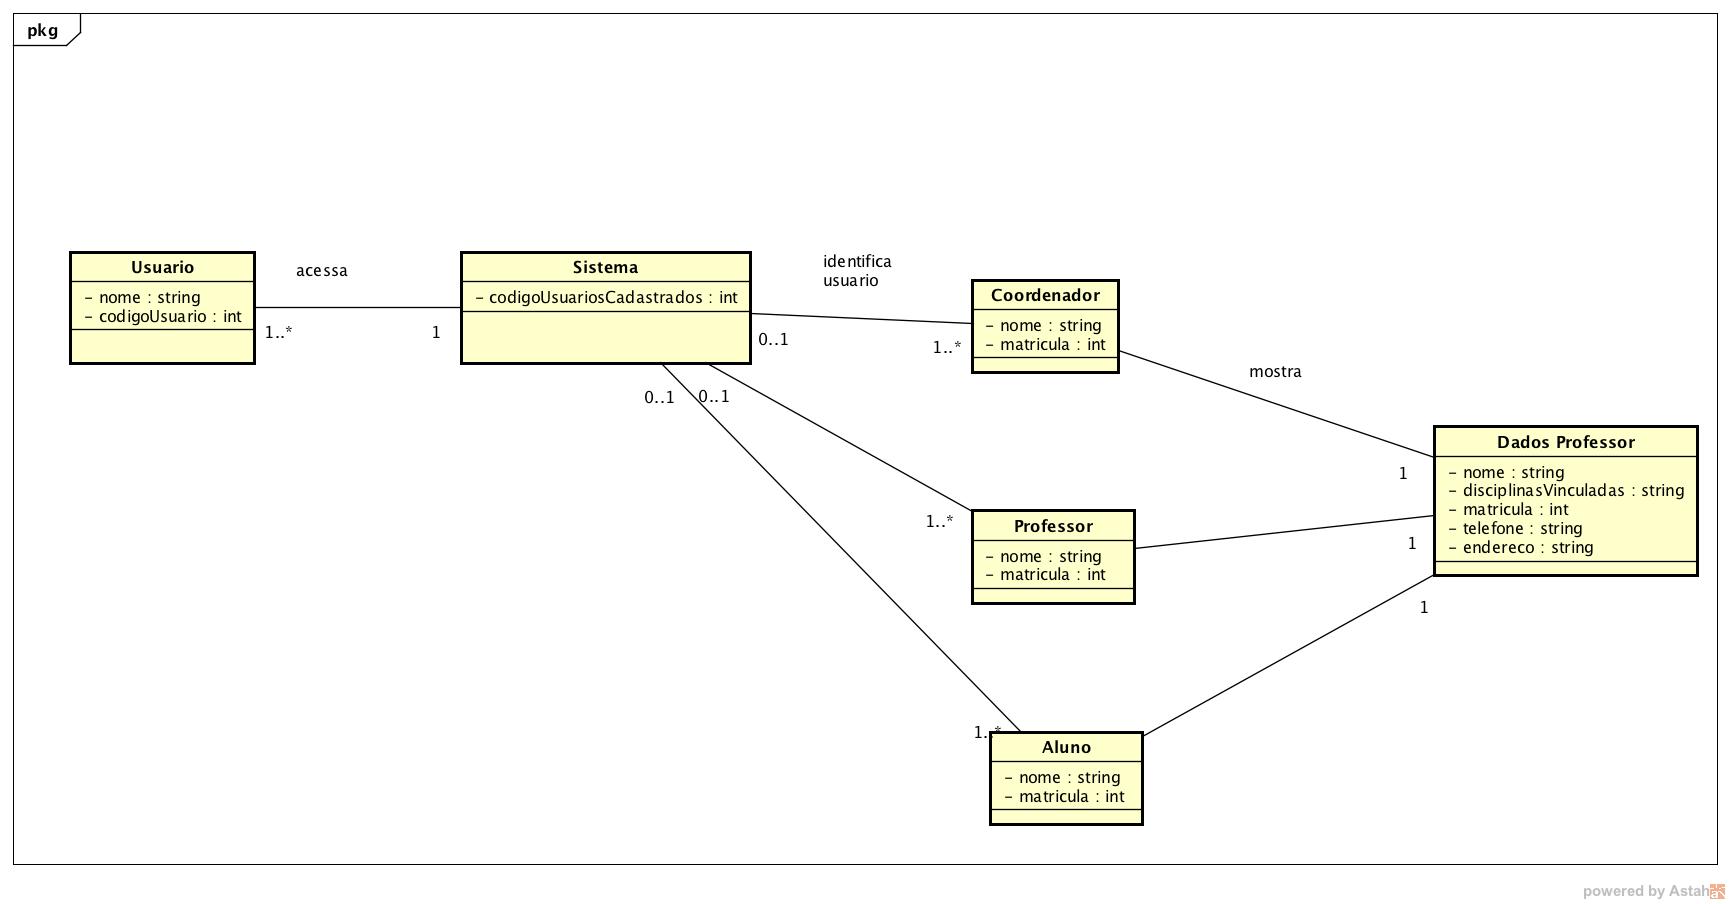 pkg
Usuario
- nome : string
- codigoUsuario : int
acessa
1..*
1
Sistema
- codigoUsuariosCadastrados : int
identifica
usuario
0..1
1..*
Coordenador
- nome : string
- matricula : int
mostra
1
0..1
0..1
1..*
Professor
- nome : string
- matricula : int
1
Dados Professor
- nome : string
- disciplinasVinculadas : string
- matricula : int
- telefone : string
- endereco : string
1
1..*
Aluno
- nome : string
- matricula : int
powered by Astah